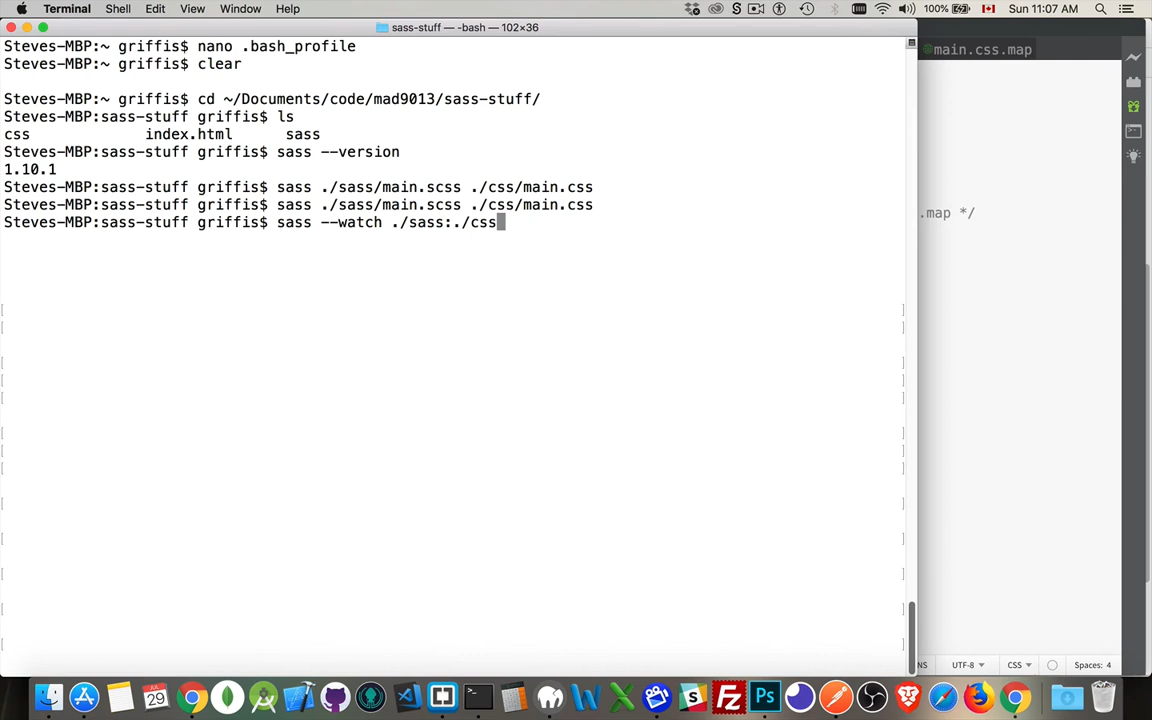 Terminal Shell Edit View Window Help
100% Sun 11:07 AM
sass-stuff — -bash — 102×36
main.css.map
Steves-MBP:~ griffis$ nano .bash_profile
Steves-MBP:~ griffis$ clear
Steves-MBP:~ griffis$ cd ~/Documents/code/mad9013/sass-stuff/
Steves-MBP:sass-stuff griffis$ ls
css index.html sass
Steves-MBP:sass-stuff griffis$ sass --version
1.10.1
Steves-MBP:sass-stuff griffis$ sass ./sass/main.scss ./css/main.css
Steves-MBP:sass-stuff griffis$ sass ./sass/main.scss ./css/main.css
.map */
Steves-MBP:sass-stuff griffis$ sass --watch ./sass:./css
NS UTF-8 CSS Spaces: 4
JUL
29